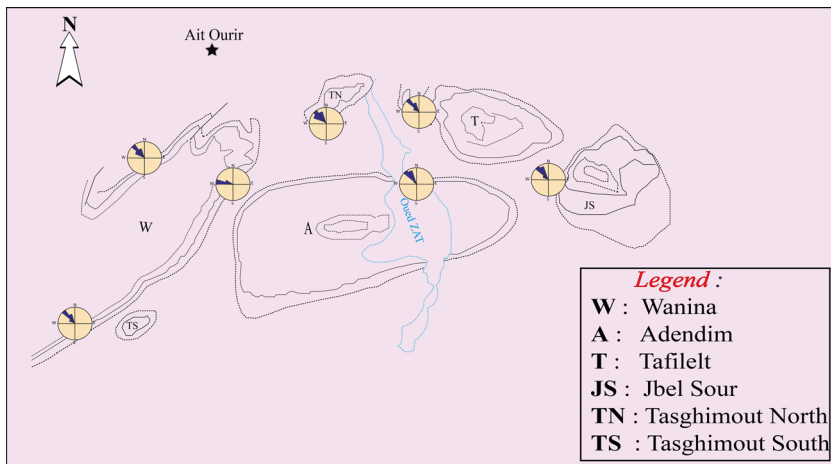 N
Ait Ourir
TN
T
W
A
Oued ZAT
JS
TS
Legend :
W : Wanina
A : Adendim
T : Tafilelt
JS : Jbel Sour
TN : Tasghimout North
TS : Tasghimout South